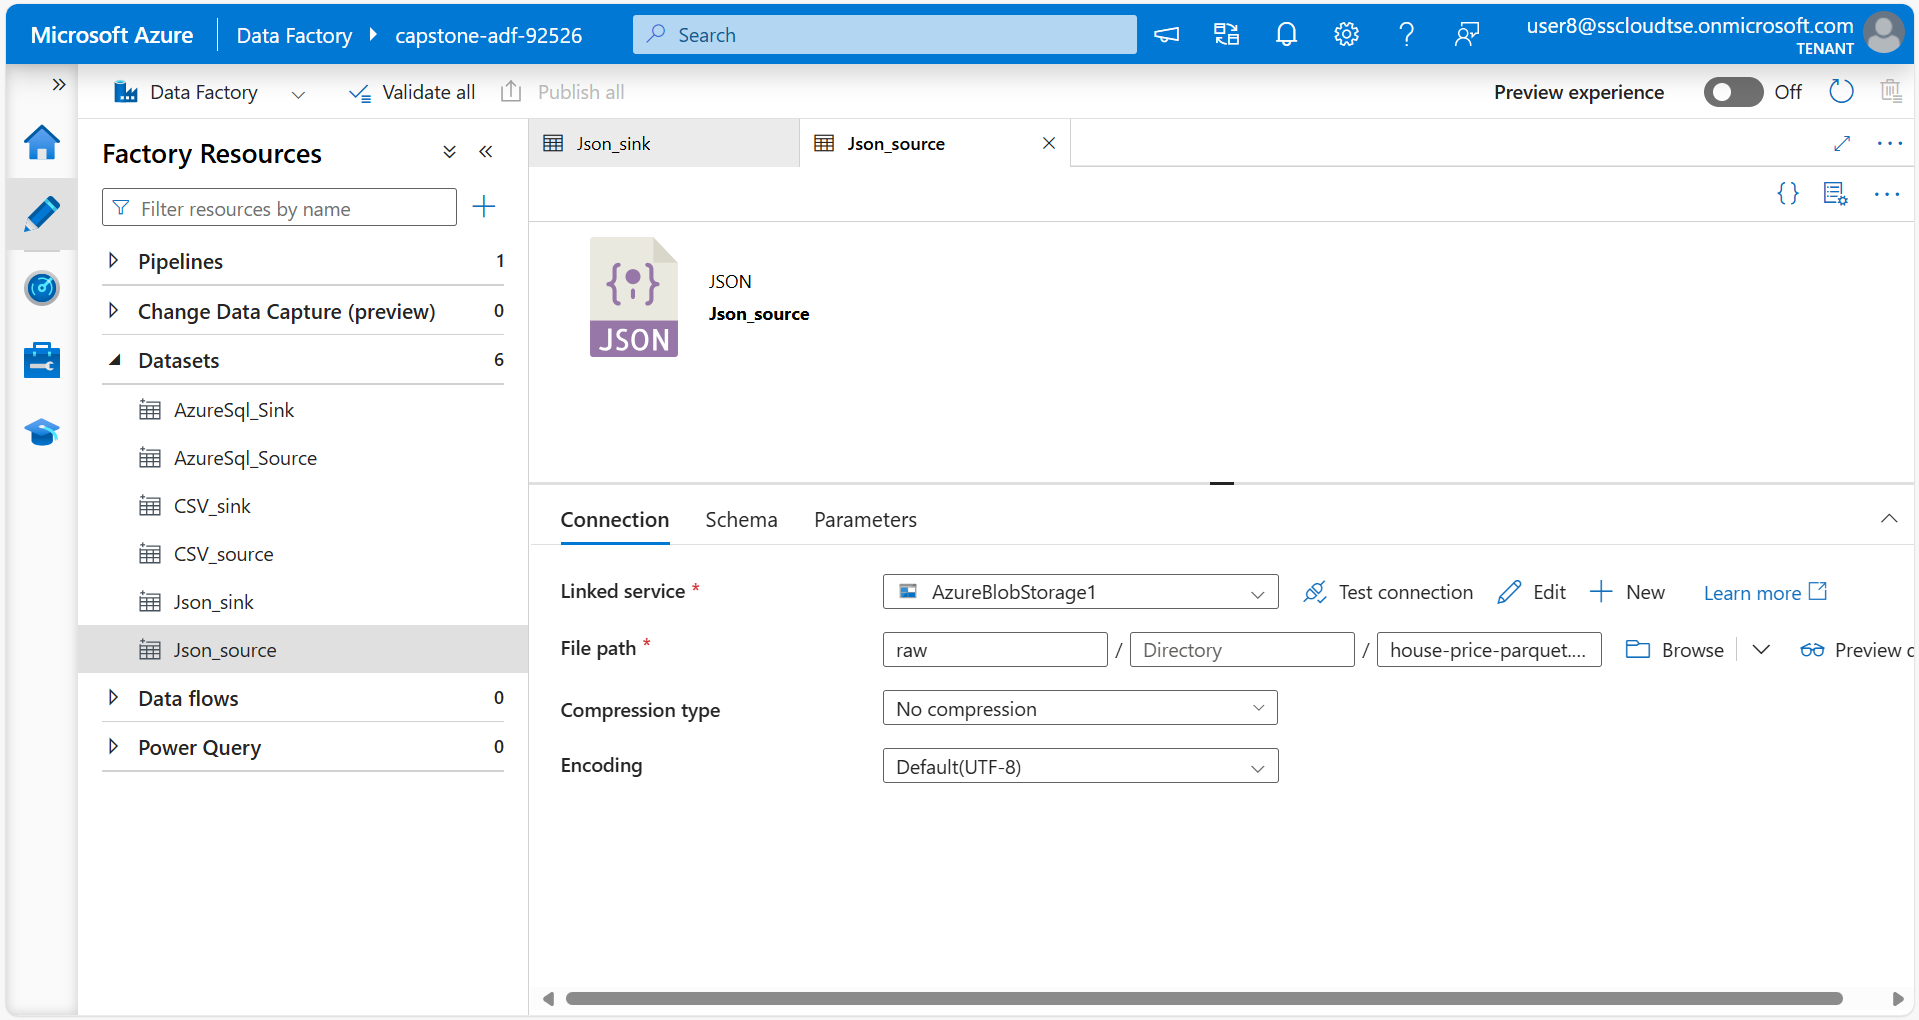 Microsoft Azure Data Factory capstone-adf-92526 Search user8@sscloudtse.onmicrosoft.com
TENANT
Data Factory Validate all Publish all Preview experience Off
Factory Resources
Filter resources by name
Pipelines 1
Change Data Capture (preview) 0
Datasets 6
AzureSql_Sink
AzureSql_Source
CSV_sink
CSV_source
Json_sink
Json_source
Data flows 0
Power Query 0
Json_sink Json_source
JSON
JSON
Json_source
Connection Schema Parameters
Linked service * AzureBlobStorage1 Test connection Edit New Learn more
File path * raw / Directory / house-price-parquet.... Browse Preview
Compression type No compression
Encoding Default(UTF-8)